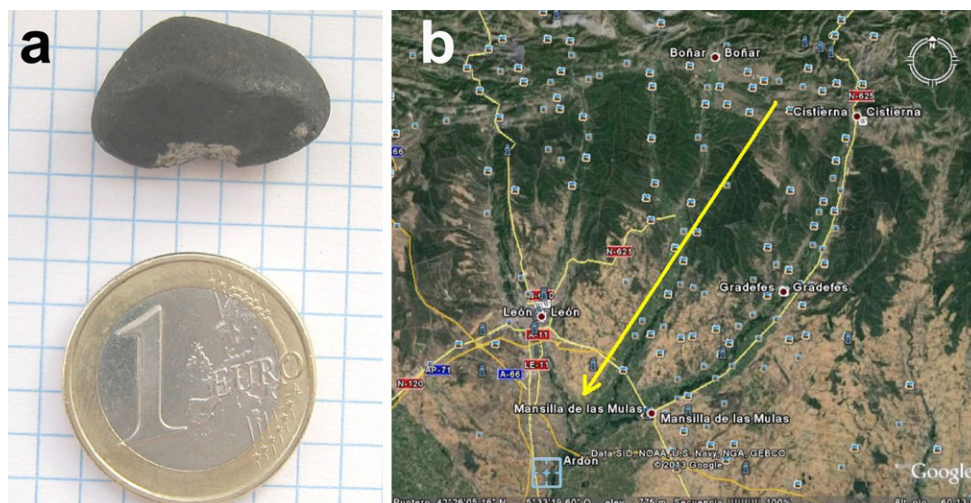 a
1
EURO
b
Boñar Boñar
N
N-625
Cistierna Cistierna
66
N-621
Gradefes Gradefes
León León
A-11
LE-11
AP-71
A-66
N-120
Mansilla de las Mulas
Mansilla de las Mulas
Ardón
Data SIO, NOAA, U.S. Navy, NGA, GEBCO
© 2013 Google
Google